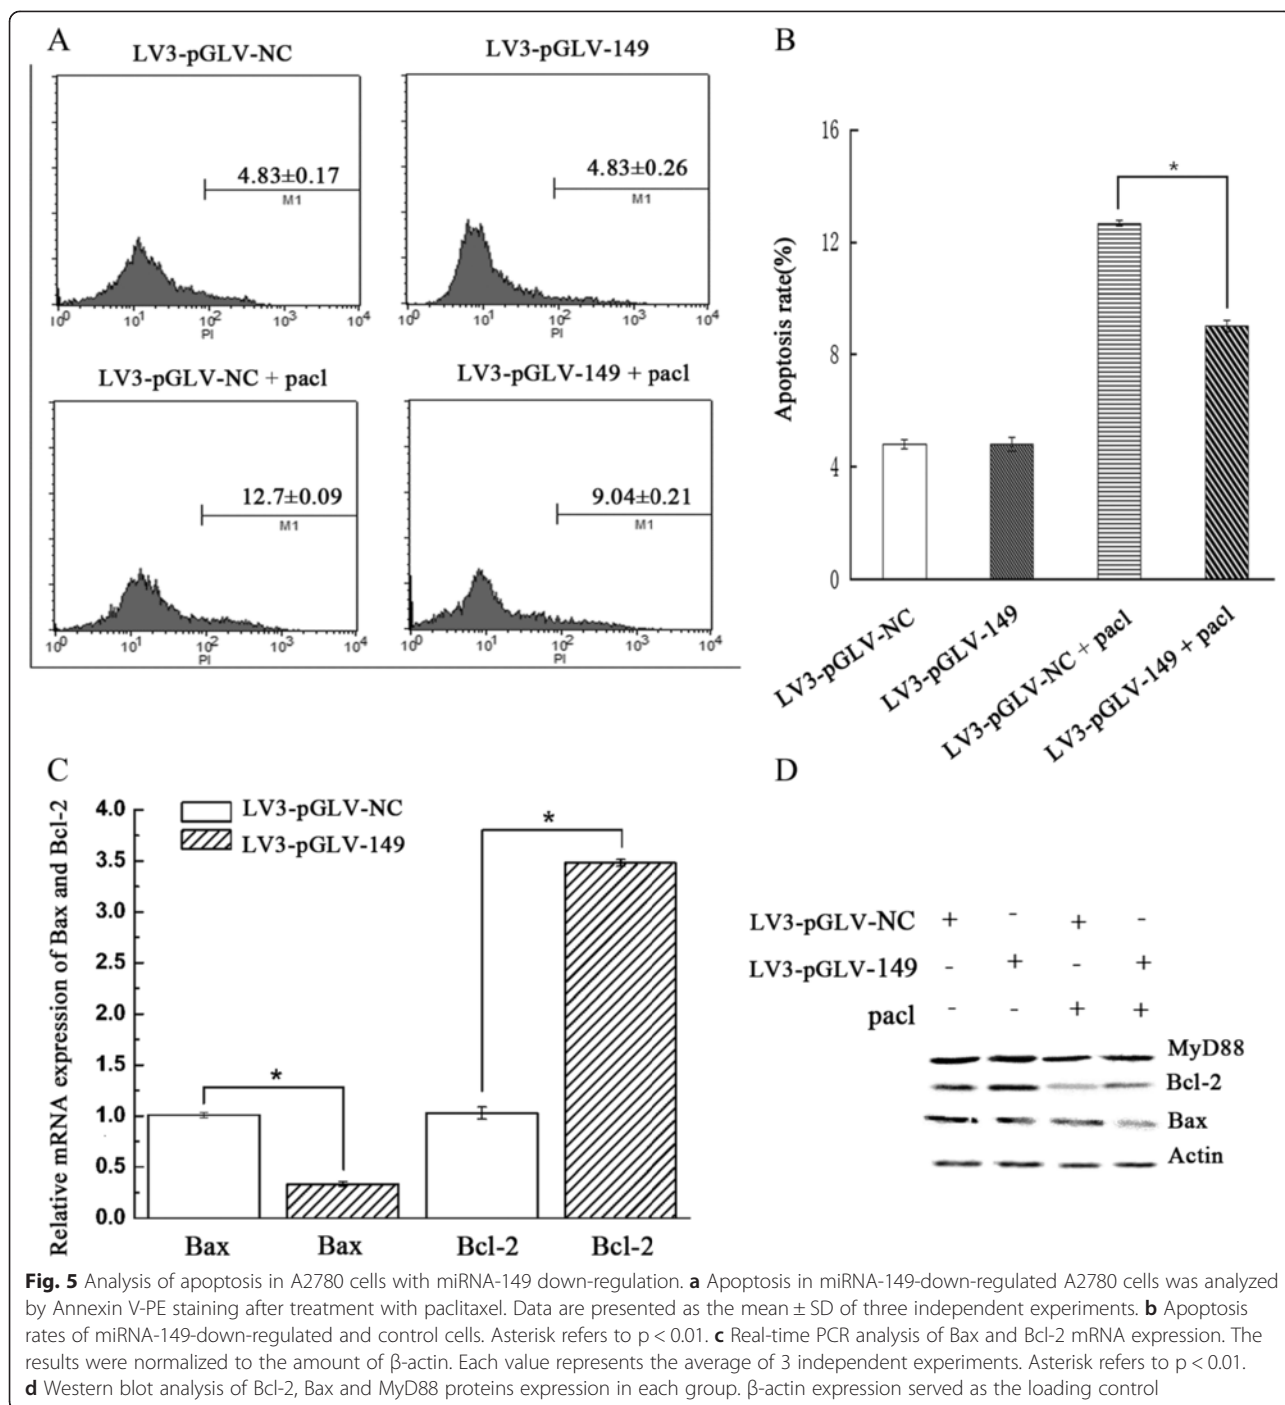 A
LV3-pGLV-NC
LV3-pGLV-149
4.83±0.17
M1
10⁰ 10¹ 10² 10³ 10⁴
PI
4.83±0.26
M1
10⁰ 10¹ 10² 10³ 10⁴
PI
LV3-pGLV-NC + pacl
LV3-pGLV-149 + pacl
12.7±0.09
M1
10⁰ 10¹ 10² 10³ 10⁴
PI
9.04±0.21
M1
10⁰ 10¹ 10² 10³ 10⁴
PI
B
Apoptosis rate(%)
16
12
8
4
0
*
LV3-pGLV-NC
LV3-pGLV-149
LV3-pGLV-NC + pacl
LV3-pGLV-149 + pacl
C
Relative mRNA expression of Bax and Bcl-2
4.0
3.5
3.0
2.5
2.0
1.5
1.0
0.5
0.0
LV3-pGLV-NC
LV3-pGLV-149
*
*
Bax Bax Bcl-2 Bcl-2
D
LV3-pGLV-NC + - + -
LV3-pGLV-149 - + - +
pacl - - + +
MyD88
Bcl-2
Bax
Actin
Fig. 5 Analysis of apoptosis in A2780 cells with miRNA-149 down-regulation. a Apoptosis in miRNA-149-down-regulated A2780 cells was analyzed
by Annexin V-PE staining after treatment with paclitaxel. Data are presented as the mean ± SD of three independent experiments. b Apoptosis
rates of miRNA-149-down-regulated and control cells. Asterisk refers to p < 0.01. c Real-time PCR analysis of Bax and Bcl-2 mRNA expression. The
results were normalized to the amount of β-actin. Each value represents the average of 3 independent experiments. Asterisk refers to p < 0.01.
d Western blot analysis of Bcl-2, Bax and MyD88 proteins expression in each group. β-actin expression served as the loading control